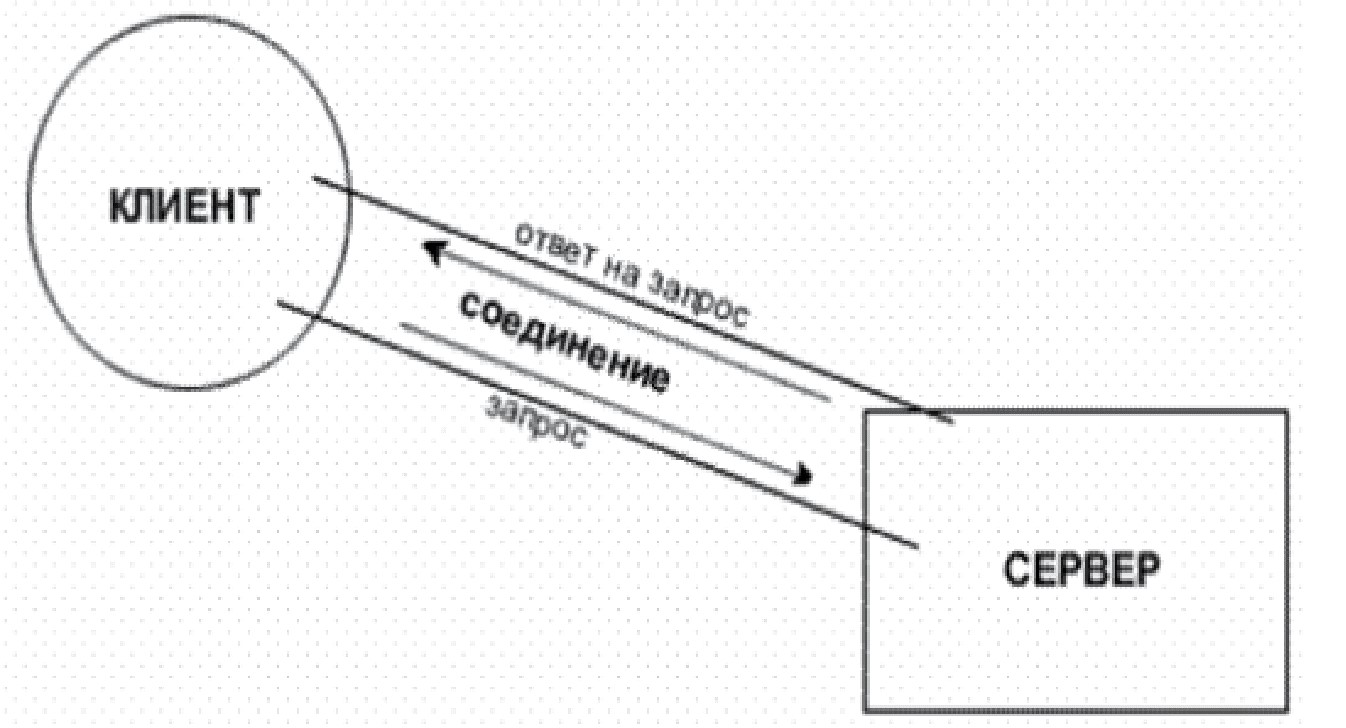 КЛИЕНТ
ответ на запрос
соединение
запрос
СЕРВЕР